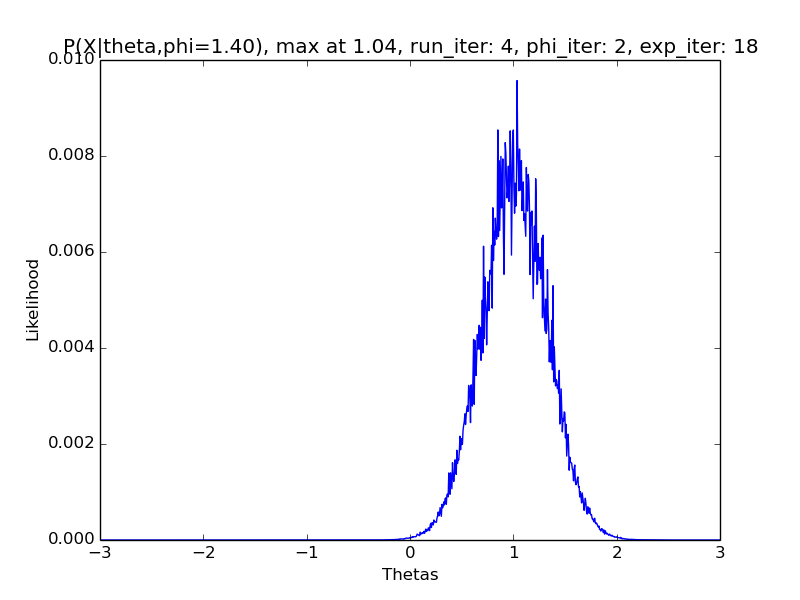 P(X|theta,phi=1.40), max at 1.04, run_iter: 4, phi_iter: 2, exp_iter: 18
0.010
0.008
0.006
0.004
0.002
0.000
Likelihood
−3 −2 −1 0 1 2 3
Thetas